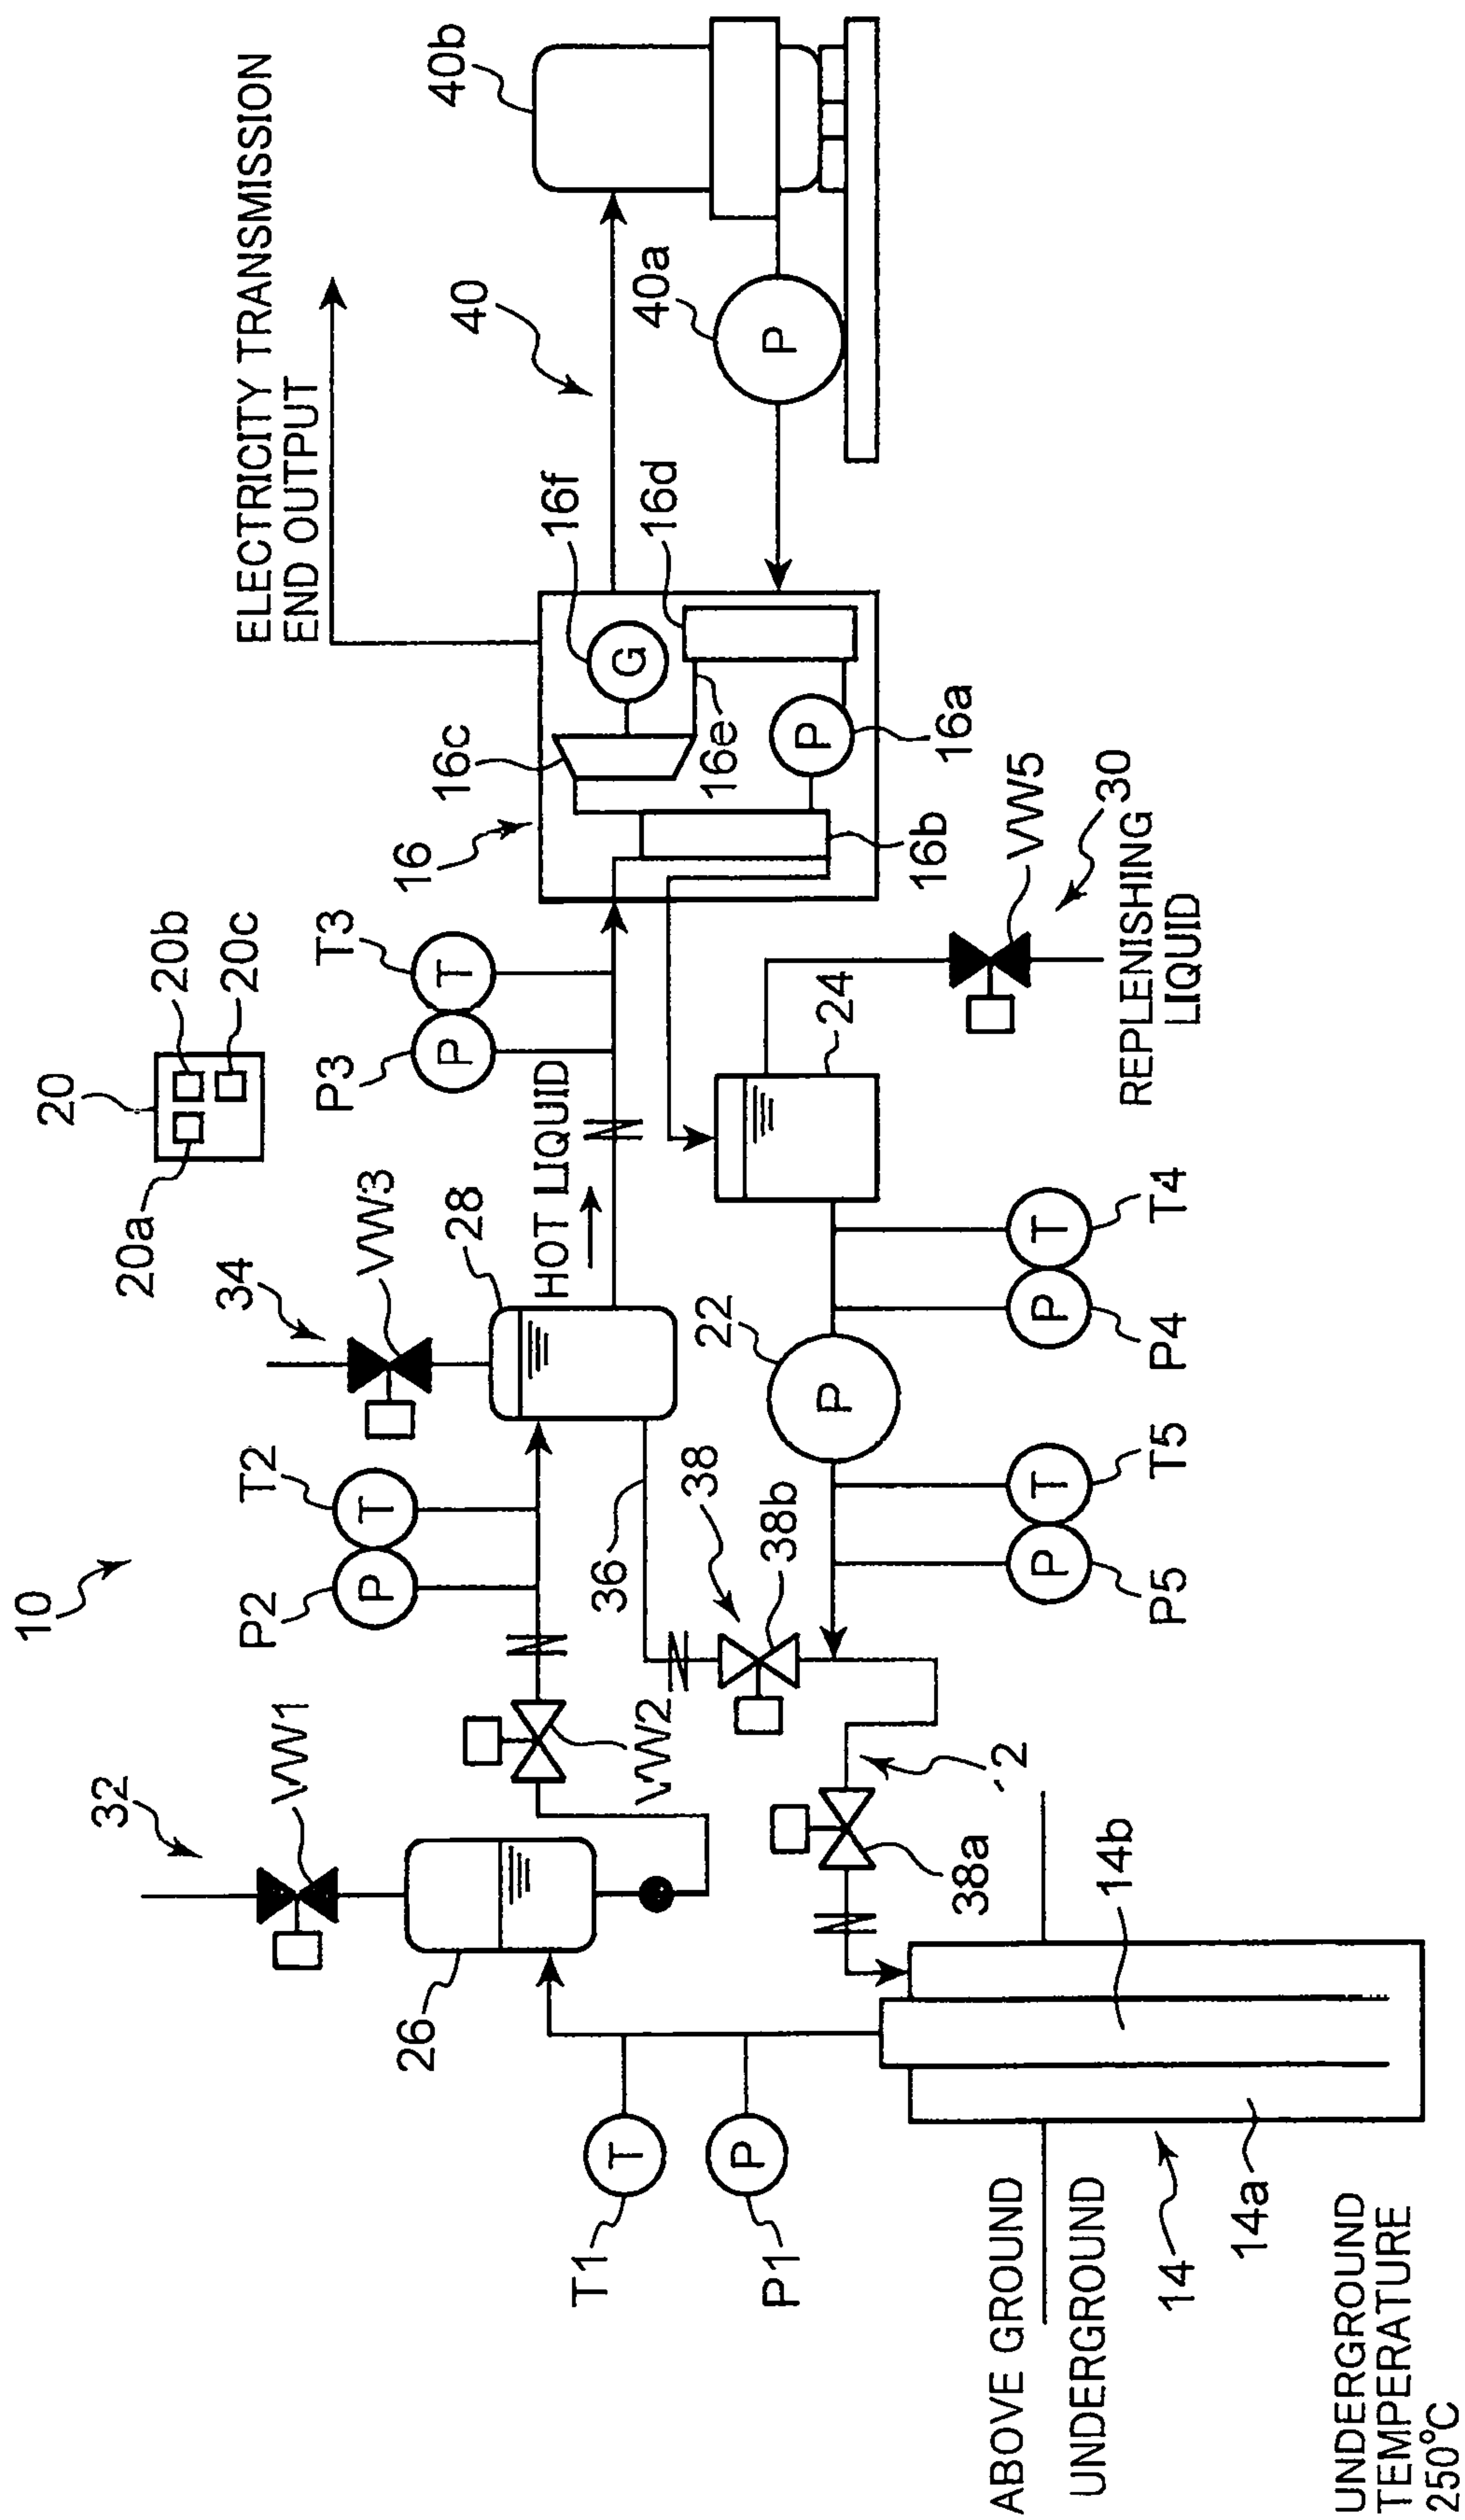 10
ELECTRICITY TRANSMISSION
END OUTPUT
20
20b
20c
20a
40b
40
40a
P
32
VW1
P2
T2
P
T
34
VW3
28
P3
T3
P
T
16
16c
16f
16d
G
16e
P
16a
16b
HOT LIQUID
26
VW2
36
38
38b
22
P
24
VW5
30
REPLENISHING
LIQUID
T1
T
P1
P
38a
12
P
T
P5
T5
P
T
P4
T4
ABOVE GROUND
UNDERGROUND
14
14a
14b
UNDERGROUND
TEMPERATURE
250°C